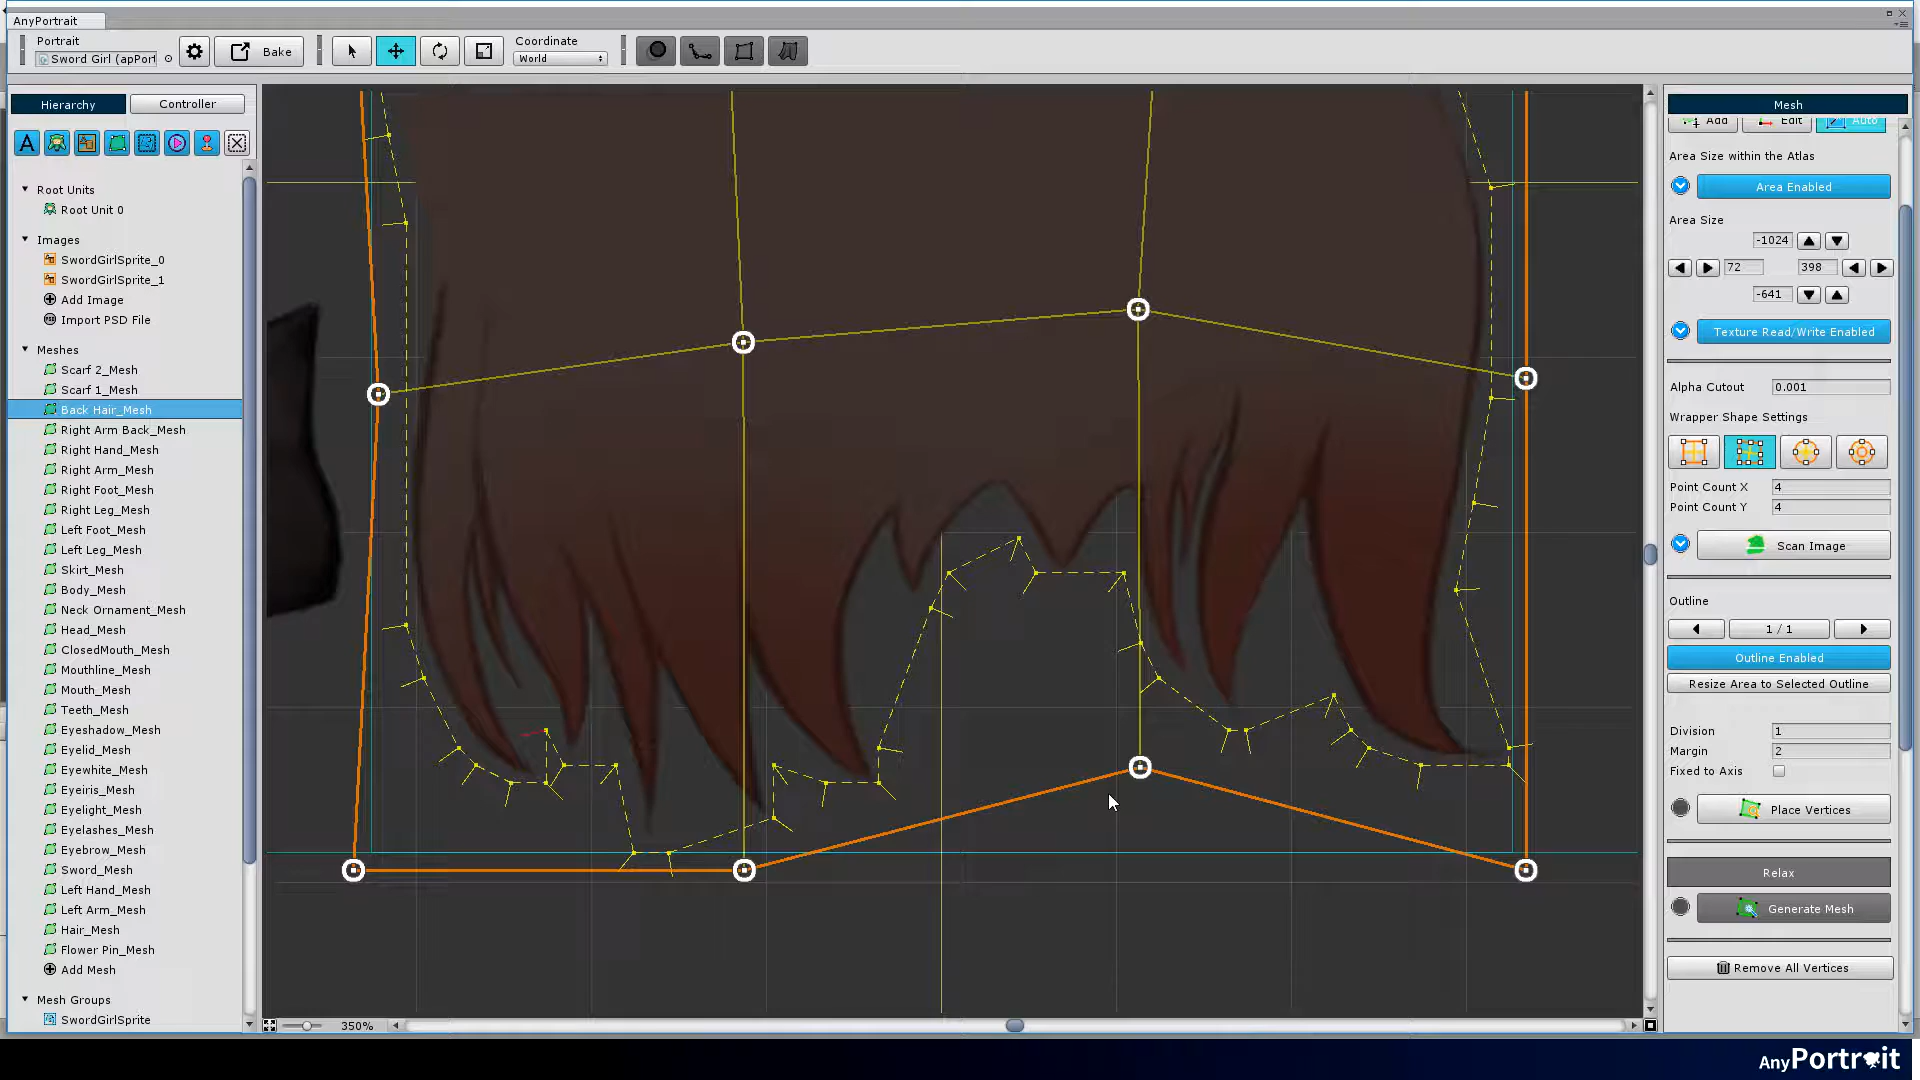 AnyPortrait
Portrait
Sword Girl (apPort
Bake
Coordinate
World
Hierarchy
Controller
Root Units
Root Unit 0
Images
SwordGirlSprite_0
SwordGirlSprite_1
Add Image
Import PSD File
Meshes
Scarf 2_Mesh
Scarf 1_Mesh
Back Hair_Mesh
Right Arm Back_Mesh
Right Hand_Mesh
Right Arm_Mesh
Right Foot_Mesh
Right Leg_Mesh
Left Foot_Mesh
Left Leg_Mesh
Skirt_Mesh
Body_Mesh
Neck Ornament_Mesh
Head_Mesh
ClosedMouth_Mesh
Mouthline_Mesh
Mouth_Mesh
Teeth_Mesh
Eyeshadow_Mesh
Eyelid_Mesh
Eyewhite_Mesh
Eyeiris_Mesh
Eyelight_Mesh
Eyelashes_Mesh
Eyebrow_Mesh
Sword_Mesh
Left Hand_Mesh
Left Arm_Mesh
Hair_Mesh
Flower Pin_Mesh
Add Mesh
Mesh Groups
SwordGirlSprite
350%
Mesh
Add
Edit
Auto
Area Size within the Atlas
Area Enabled
Area Size
-1024
72
398
-641
Texture Read/Write Enabled
Alpha Cutout
0.001
Wrapper Shape Settings
Point Count X
4
Point Count Y
4
Scan Image
Outline
1 / 1
Outline Enabled
Resize Area to Selected Outline
Division
1
Margin
2
Fixed to Axis
Place Vertices
Relax
Generate Mesh
Remove All Vertices
AnyPortrait